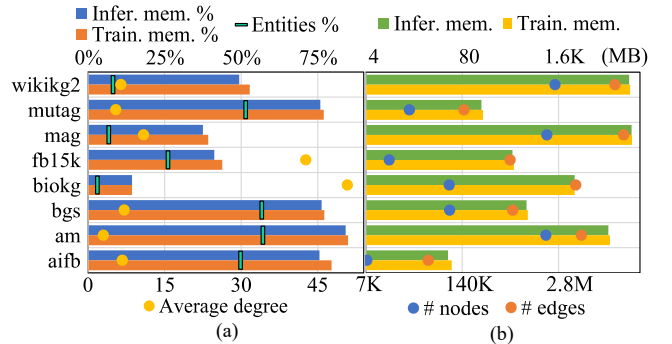 Infer. mem. % Entities %
Train. mem. %
0% 25% 50% 75%
Infer. mem. Train. mem.
4 80 1.6K (MB)
wikikg2
mutag
mag
fb15k
biokg
bgs
am
aifb
0 15 30 45
Average degree
(a)
7K 140K 2.8M
# nodes # edges
(b)